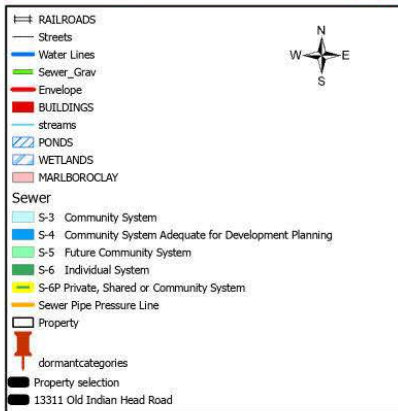 RAILROADS
Streets
Water Lines
Sewer_Grav
Envelope
BUILDINGS
streams
PONDS
WETLANDS
MARLBOROCLAY
Sewer
S-3 Community System
S-4 Community System Adequate for Development Planning
S-5 Future Community System
S-6 Individual System
S-6P Private, Shared or Community System
Sewer Pipe Pressure Line
Property
dormantcategories
Property selection
13311 Old Indian Head Road
N
W E
S